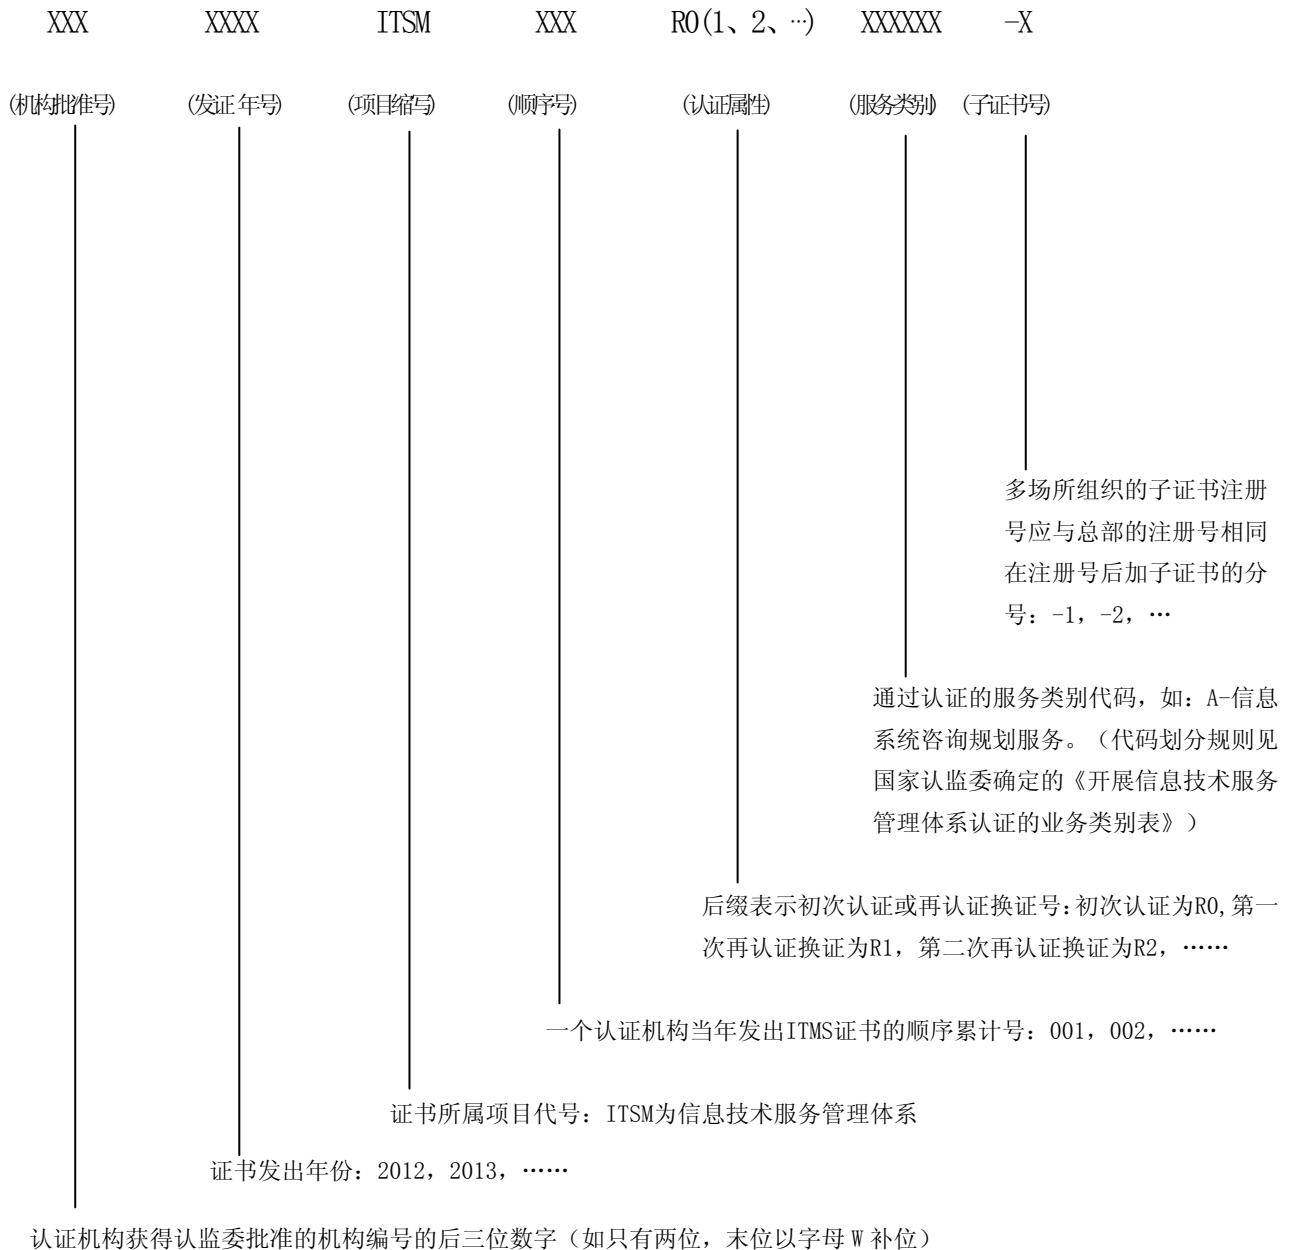 XXX XXXX ITSM XXX R0(1、2、…) XXXXXX -X
(机构批准号) (发证年号) (项目缩写) (顺序号) (认证属性) (服务类别) (子证书号)
多场所组织的子证书注册
号应与总部的注册号相同
在注册号后加子证书的分
号：-1，-2，…
通过认证的服务类别代码，如：A-信息
系统咨询规划服务。（代码划分规则见
国家认监委确定的《开展信息技术服务
管理体系认证的业务类别表》）
后缀表示初次认证或再认证换证号:初次认证为R0,第一
次再认证换证为R1，第二次再认证换证为R2，……
一个认证机构当年发出ITMS证书的顺序累计号：001，002，……
证书所属项目代号：ITSM为信息技术服务管理体系
证书发出年份：2012，2013，……
认证机构获得认监委批准的机构编号的后三位数字（如只有两位，末位以字母 W 补位）